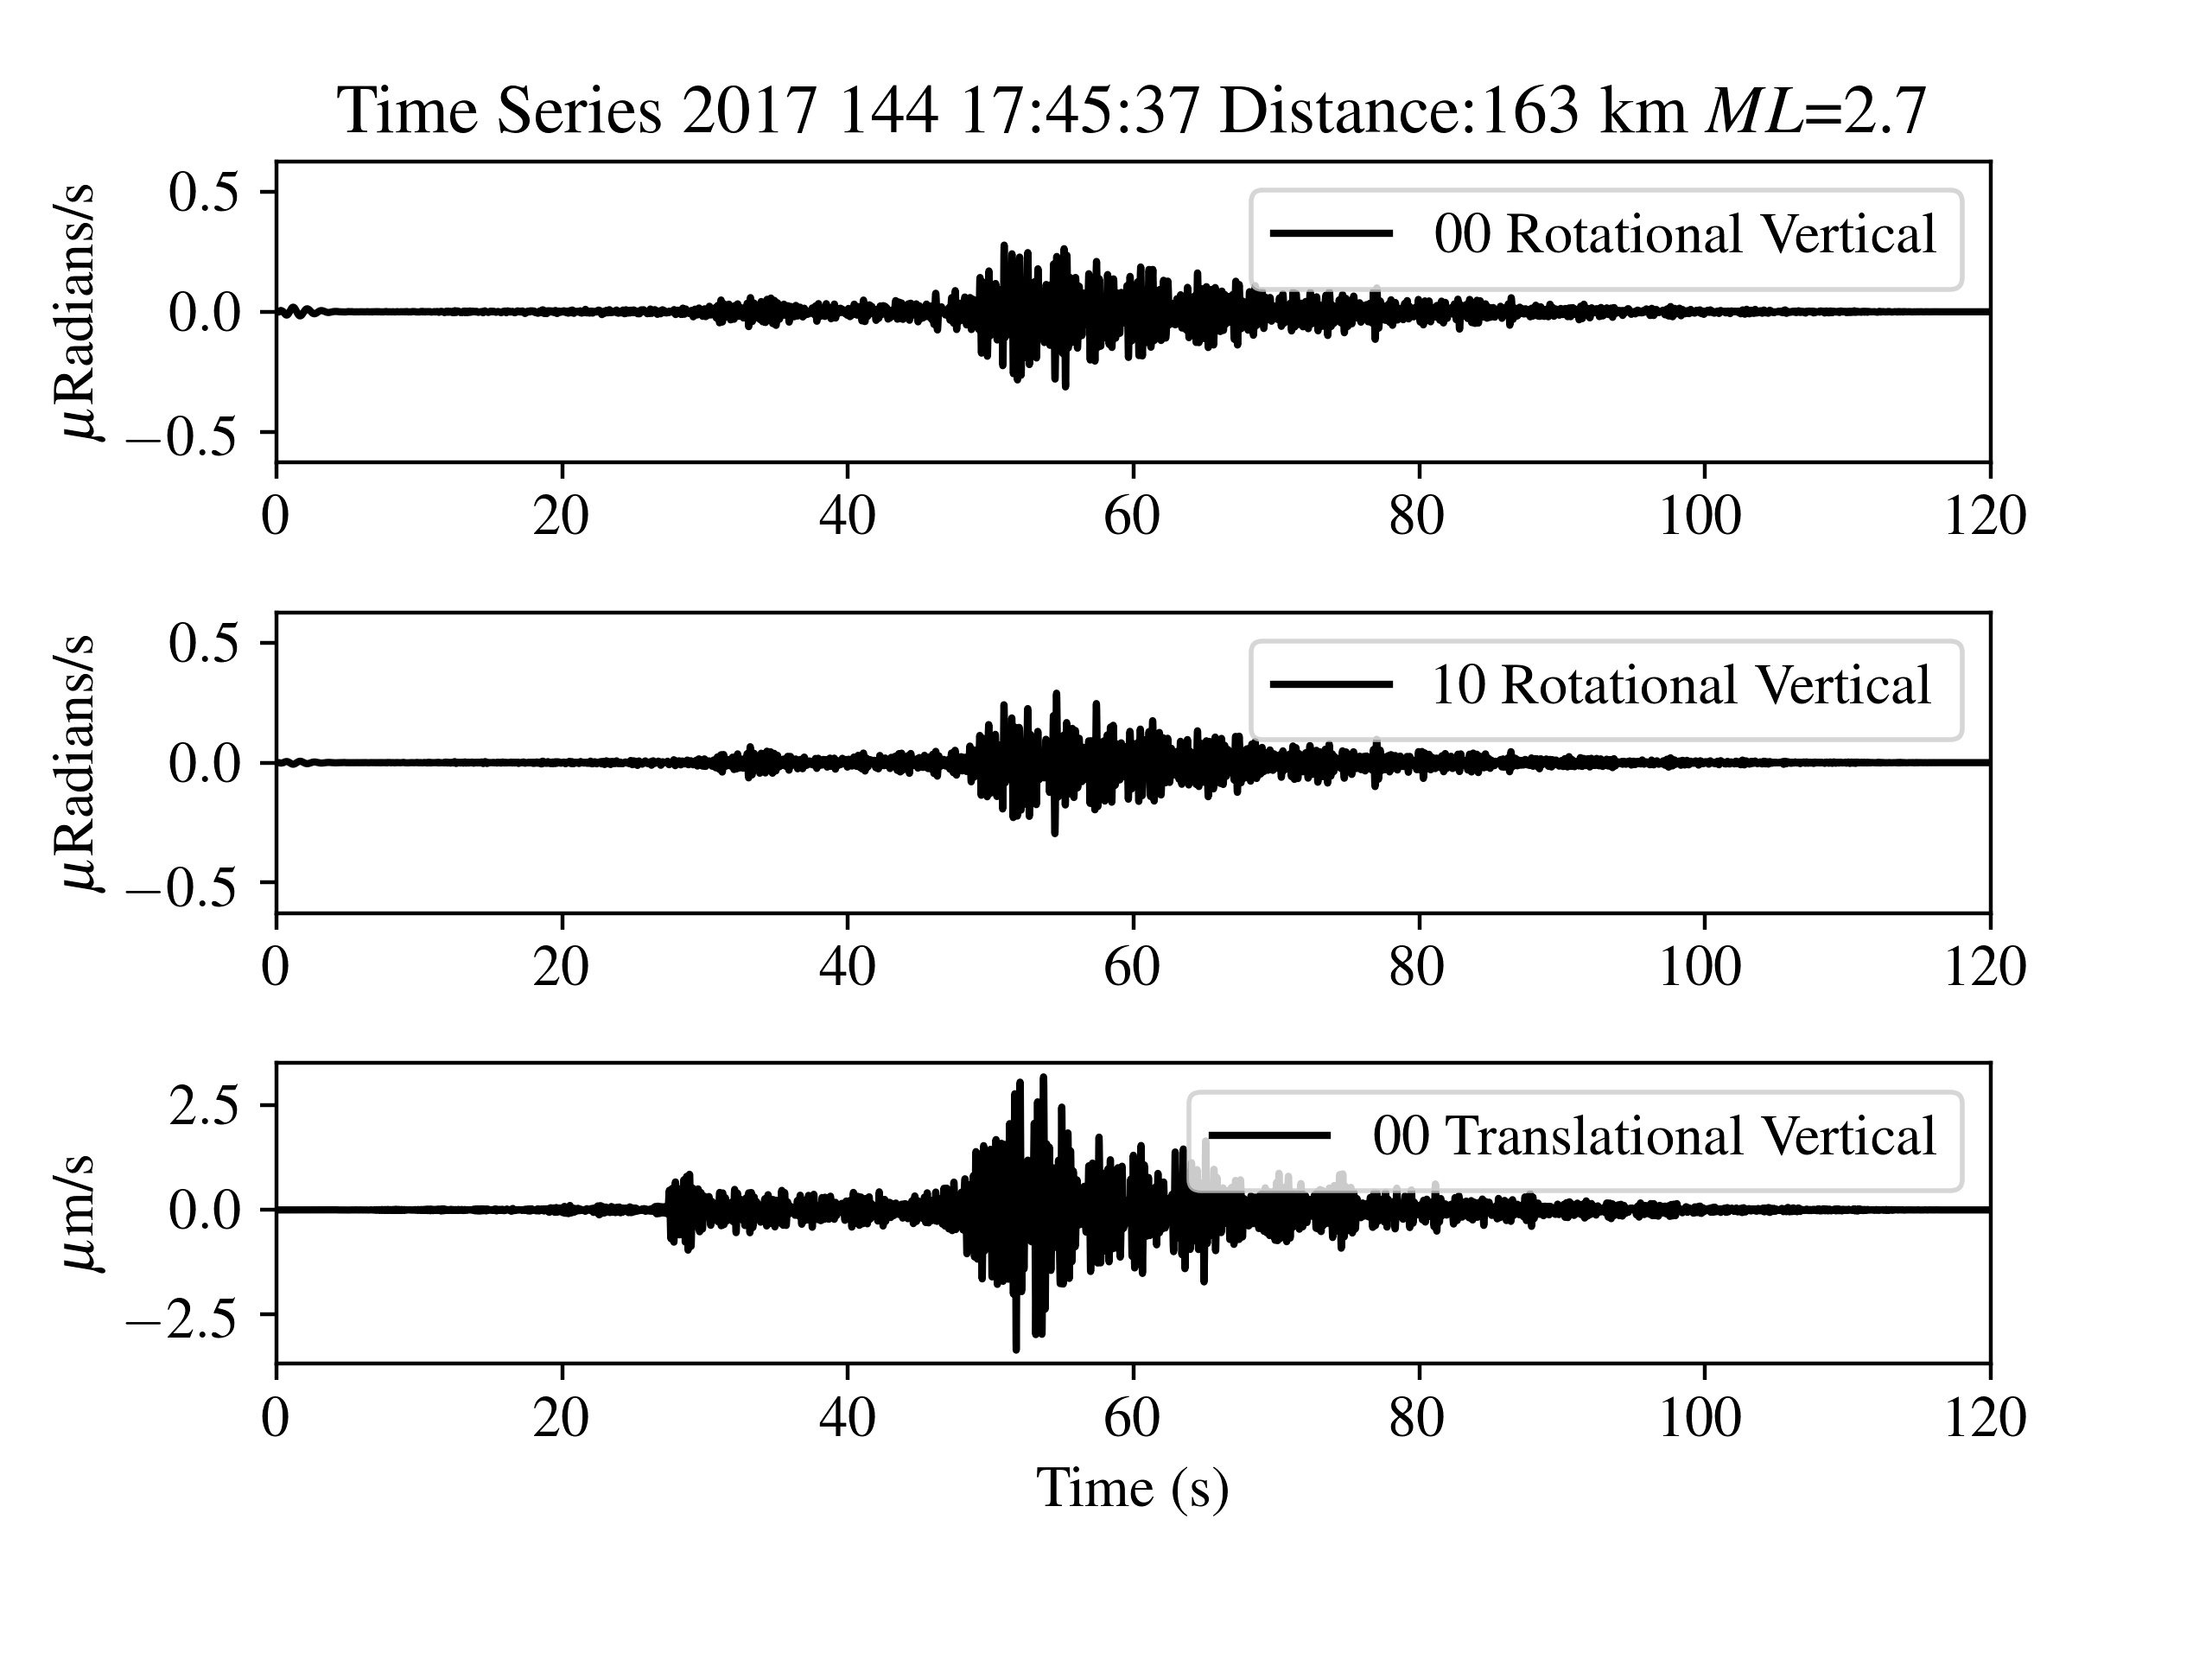 Time Series 2017 144 17:45:37 Distance:163 km ML=2.7
μRadians/s
0.5
0.0
−0.5
00 Rotational Vertical
0 20 40 60 80 100 120
μRadians/s
0.5
0.0
−0.5
10 Rotational Vertical
0 20 40 60 80 100 120
μm/s
2.5
0.0
−2.5
00 Translational Vertical
0 20 40 60 80 100 120
Time (s)